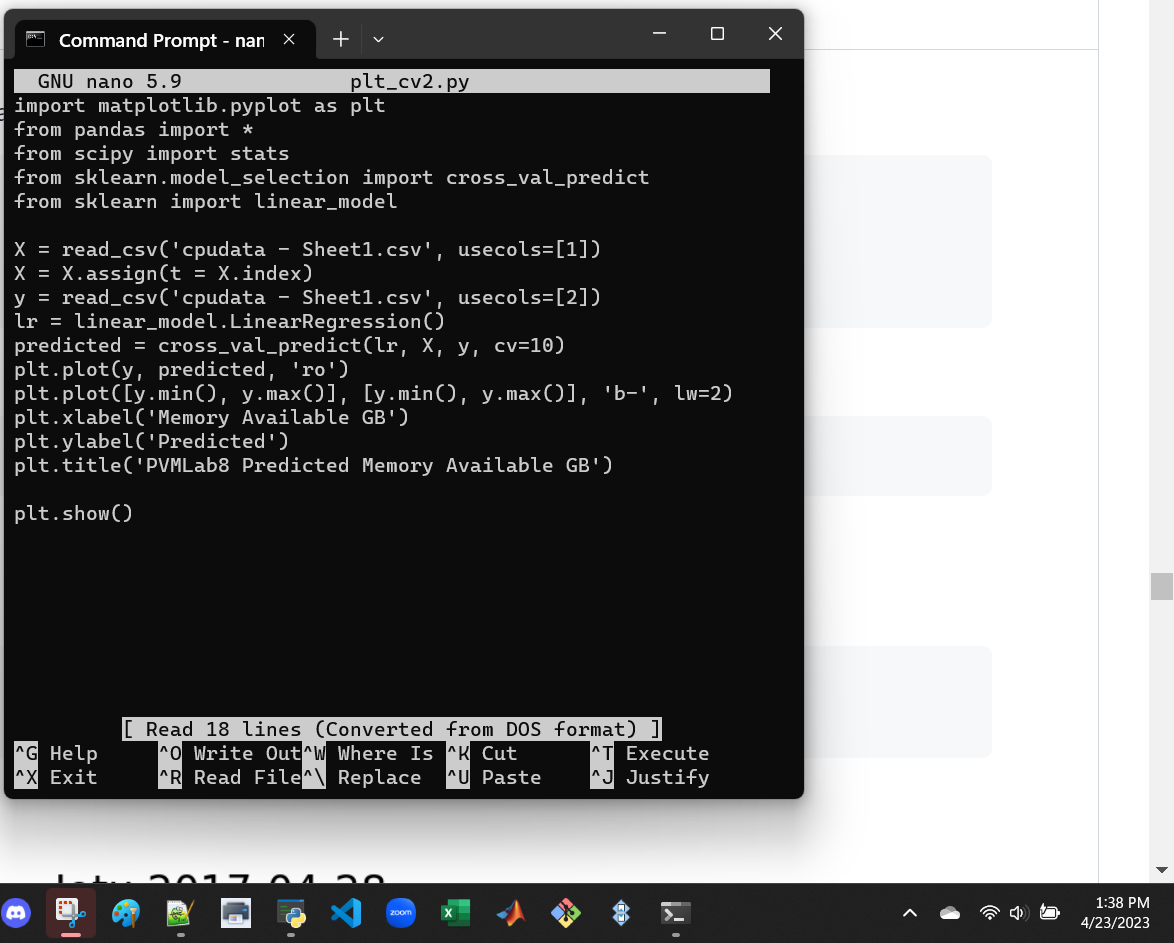 Command Prompt - nan
GNU nano 5.9 plt_cv2.py
import matplotlib.pyplot as plt
from pandas import *
from scipy import stats
from sklearn.model_selection import cross_val_predict
from sklearn import linear_model
X = read_csv('cpudata - Sheet1.csv', usecols=[1])
X = X.assign(t = X.index)
y = read_csv('cpudata - Sheet1.csv', usecols=[2])
lr = linear_model.LinearRegression()
predicted = cross_val_predict(lr, X, y, cv=10)
plt.plot(y, predicted, 'ro')
plt.plot([y.min(), y.max()], [y.min(), y.max()], 'b-', lw=2)
plt.xlabel('Memory Available GB')
plt.ylabel('Predicted')
plt.title('PVMLab8 Predicted Memory Available GB')
plt.show()
[ Read 18 lines (Converted from DOS format) ]
^G Help ^O Write Out ^W Where Is ^K Cut ^T Execute
^X Exit ^R Read File ^\ Replace ^U Paste ^J Justify
2017-04-28
zoom
1:38 PM
4/23/2023